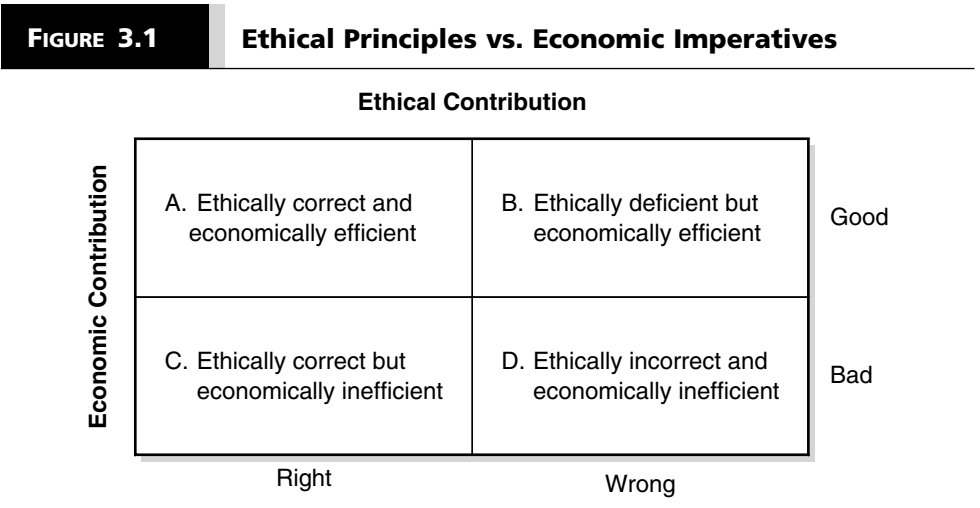 FIGURE 3.1 Ethical Principles vs. Economic Imperatives
Ethical Contribution
Economic Contribution
A. Ethically correct and
economically efficient
B. Ethically deficient but
economically efficient
Good
C. Ethically correct but
economically inefficient
D. Ethically incorrect and
economically inefficient
Bad
Right
Wrong